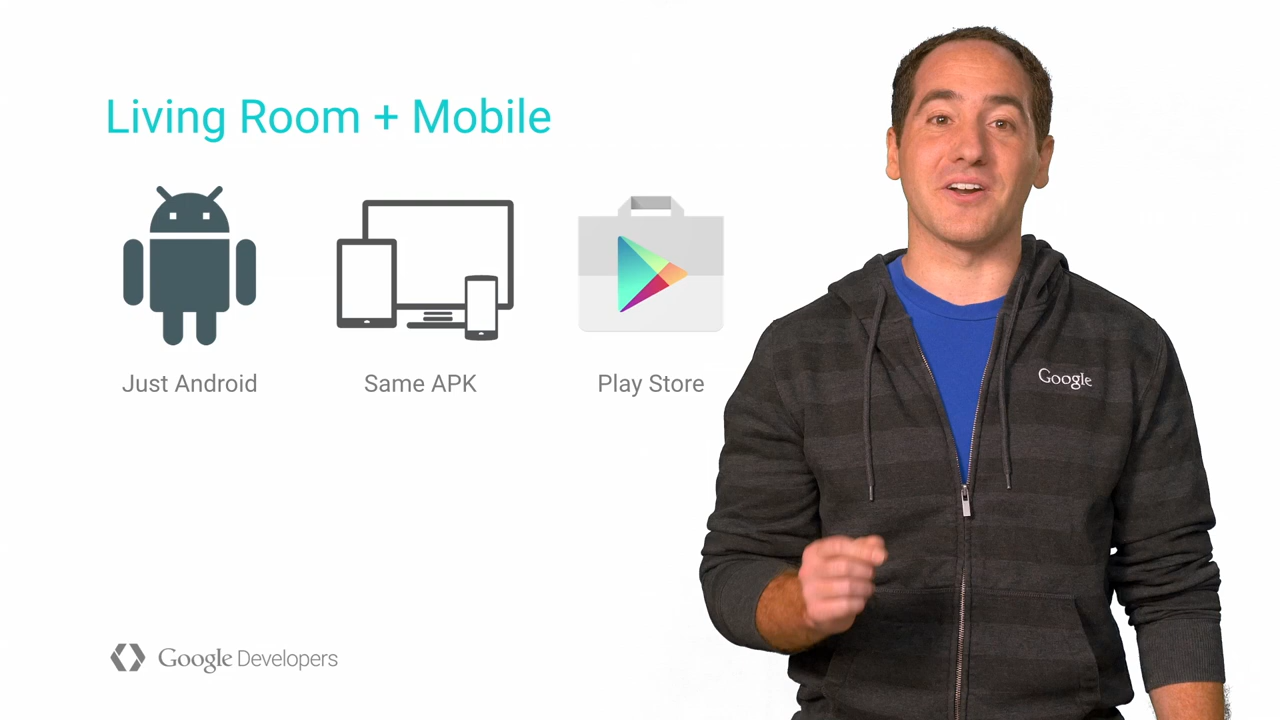 Living Room + Mobile
Just Android
Same APK
Play Store
Google
Google Developers